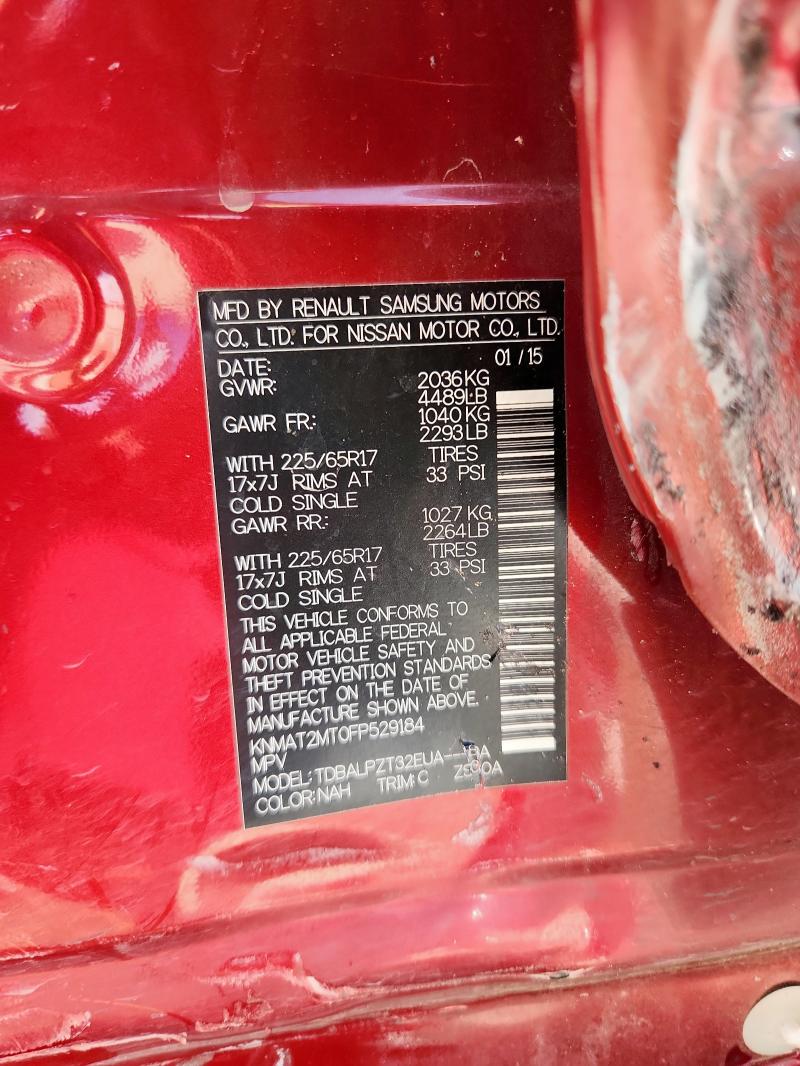 MFD BY RENAULT SAMSUNG MOTORS
CO., LTD. FOR NISSAN MOTOR CO., LTD.
DATE: 01 / 15
GVWR: 2036KG
4489LB
GAWR FR: 1040KG
2293LB
WITH 225/65R17 TIRES
17x7J RIMS AT 33 PSI
COLD SINGLE
GAWR RR: 1027KG
2264LB
WITH 225/65R17 TIRES
17x7J RIMS AT 33 PSI
COLD SINGLE
THIS VEHICLE CONFORMS TO
ALL APPLICABLE FEDERAL
MOTOR VEHICLE SAFETY AND
THEFT PREVENTION STANDARDS
IN EFFECT ON THE DATE OF
MANUFACTURE SHOWN ABOVE.
KNMAT2MT0FP529184
MPV
MODEL:
COLOR:NAH TRIM:C